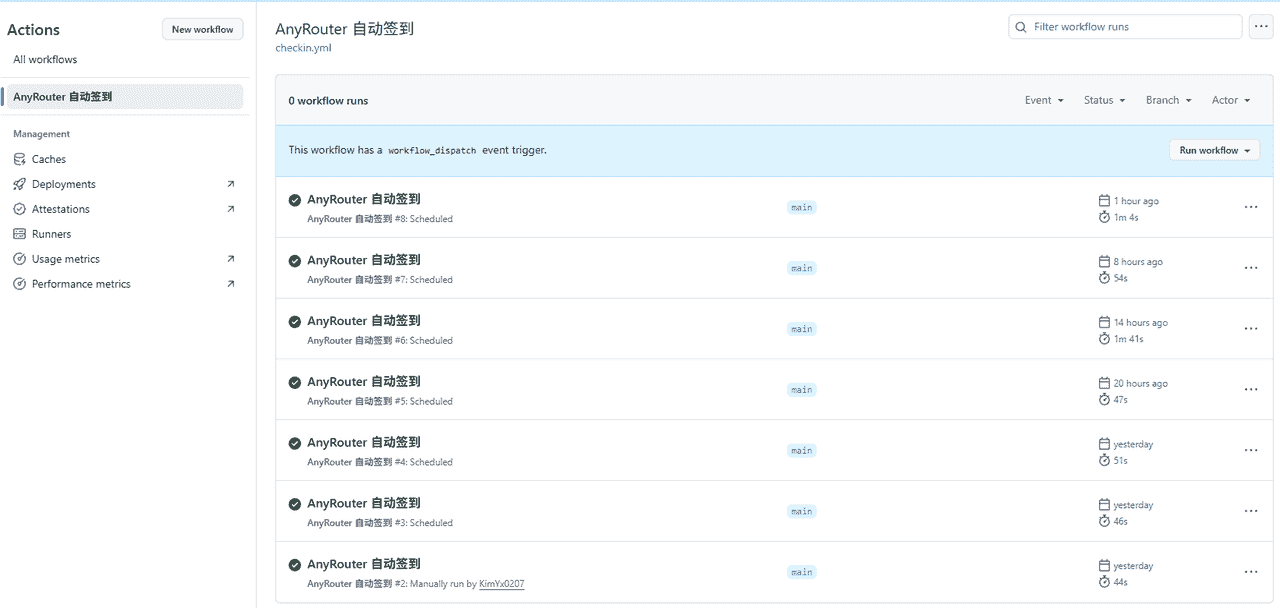 Actions
New workflow
All workflows
AnyRouter 自动签到
Management
Caches
Deployments
Attestations
Runners
Usage metrics
Performance metrics
AnyRouter 自动签到
checkin.yml
Filter workflow runs
0 workflow runs
Event
Status
Branch
Actor
This workflow has a workflow_dispatch event trigger.
Run workflow
AnyRouter 自动签到
AnyRouter 自动签到 #8: Scheduled
main
1 hour ago
1m 4s
AnyRouter 自动签到
AnyRouter 自动签到 #7: Scheduled
main
8 hours ago
54s
AnyRouter 自动签到
AnyRouter 自动签到 #6: Scheduled
main
14 hours ago
1m 41s
AnyRouter 自动签到
AnyRouter 自动签到 #5: Scheduled
main
20 hours ago
47s
AnyRouter 自动签到
AnyRouter 自动签到 #4: Scheduled
main
yesterday
51s
AnyRouter 自动签到
AnyRouter 自动签到 #3: Scheduled
main
yesterday
46s
AnyRouter 自动签到
AnyRouter 自动签到 #2: Manually run by KimYx0207
main
yesterday
44s